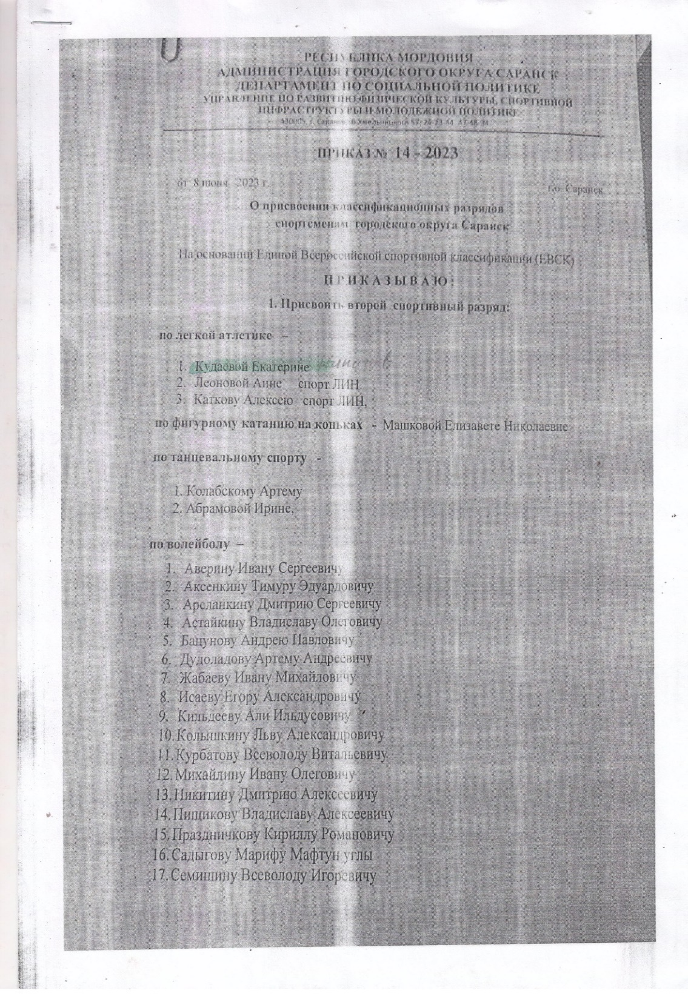 РЕСПУБЛИКА МОРДОВИЯ
АДМИНИСТРАЦИЯ ГОРОДСКОГО ОКРУГА САРАНСК
ДЕПАРТАМЕНТ ПО СОЦИАЛЬНОЙ ПОЛИТИКЕ
УПРАВЛЕНИЕ ПО РАЗВИТИЮ ФИЗИЧЕСКОЙ КУЛЬТУРЫ, СПОРТИВНОЙ
ИНФРАСТРУКТУРЫ И МОЛОДЕЖНОЙ ПОЛИТИКЕ
430005, г. Саранск, Б.Хмельницкого 57, 24-23-44, 47-48-34
ПРИКАЗ № 14 - 2023
от 8 июня 2023 г.
г.о. Саранск
О присвоении классификационных разрядов
спортсменам городского округа Саранск
На основании Единой Всероссийской спортивной классификации (ЕВСК)
П Р И К А З Ы В А Ю :
1. Присвоить второй спортивный разряд:
по легкой атлетике –
1. Кудаевой Екатерине
2. Леоновой Анне спорт ЛИН
3. Каткову Алексею спорт ЛИН,
по фигурному катанию на коньках - Машковой Елизавете Николаевне
по танцевальному спорту -
1. Колабскому Артему
2. Абрамовой Ирине,
по волейболу –
1. Аверину Ивану Сергеевичу
2. Аксенкину Тимуру Эдуардовичу
3. Арсланкину Дмитрию Сергеевичу
4. Астайкину Владиславу Олеговичу
5. Бацунову Андрею Павловичу
6. Дудоладову Артему Андреевичу
7. Жабаеву Ивану Михайловичу
8. Исаеву Егору Александровичу
9. Кильдееву Али Ильдусовичу
10. Колышкину Льву Александровичу
11. Курбатову Всеволоду Витальевичу
12. Михайлину Ивану Олеговичу
13. Никитину Дмитрию Алексеевичу
14. Пищикову Владиславу Алексеевичу
15. Праздничкову Кириллу Романовичу
16. Садыгову Марифу Мафтун углы
17. Семишину Всеволоду Игоревичу